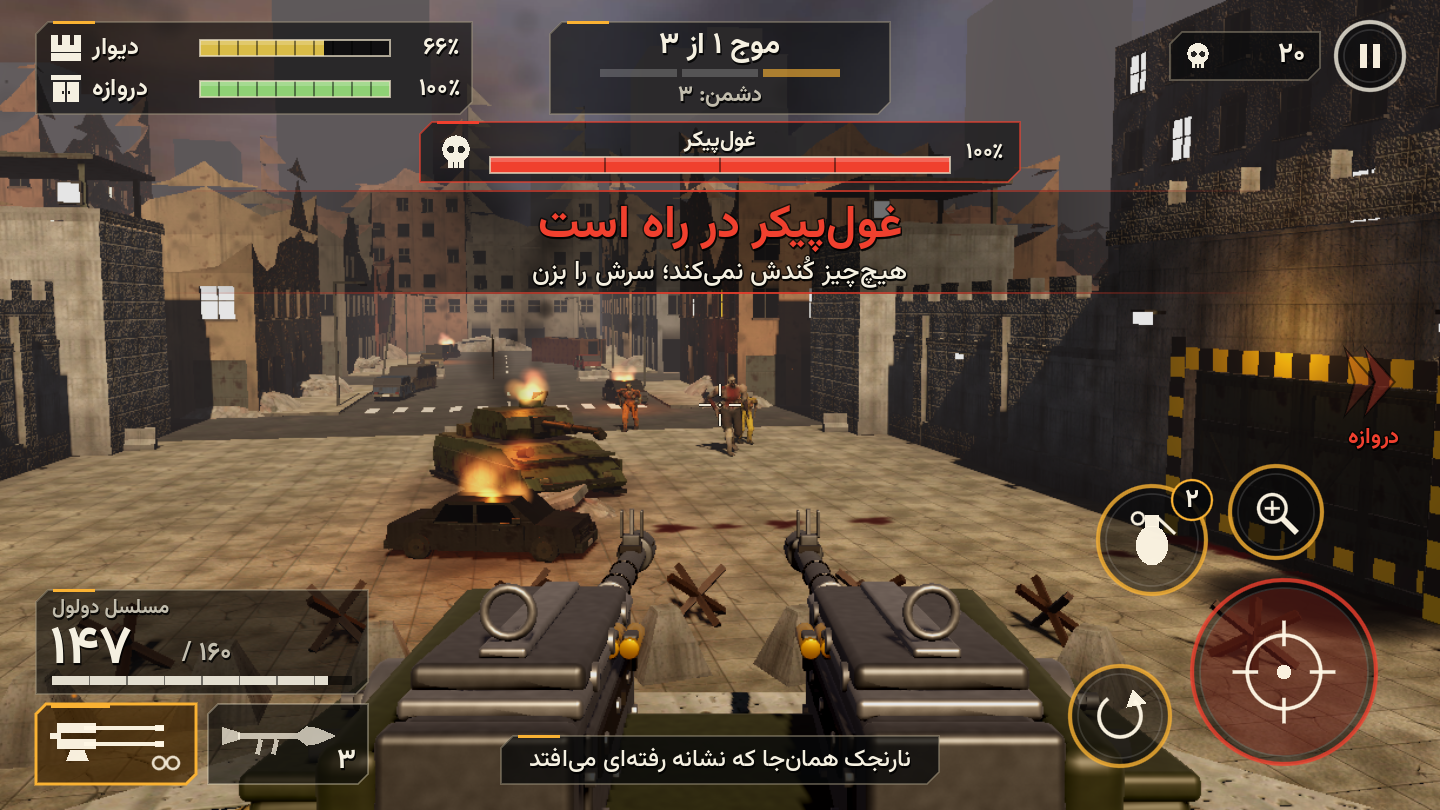 دیوار ۶۶٪
دروازه ۱۰۰٪
موج ۱ از ۳
دشمن: ۳
۲۰
غول‌پیکر ۱۰۰٪
غول‌پیکر در راه است
هیچ‌چیز کُندش نمی‌کند؛ سرش را بزن
دروازه
۲
مسلسل دولول
۱۴۷ / ۱۶۰
∞
۳
نارنجک همان‌جا که نشانه رفته‌ای می‌افتد